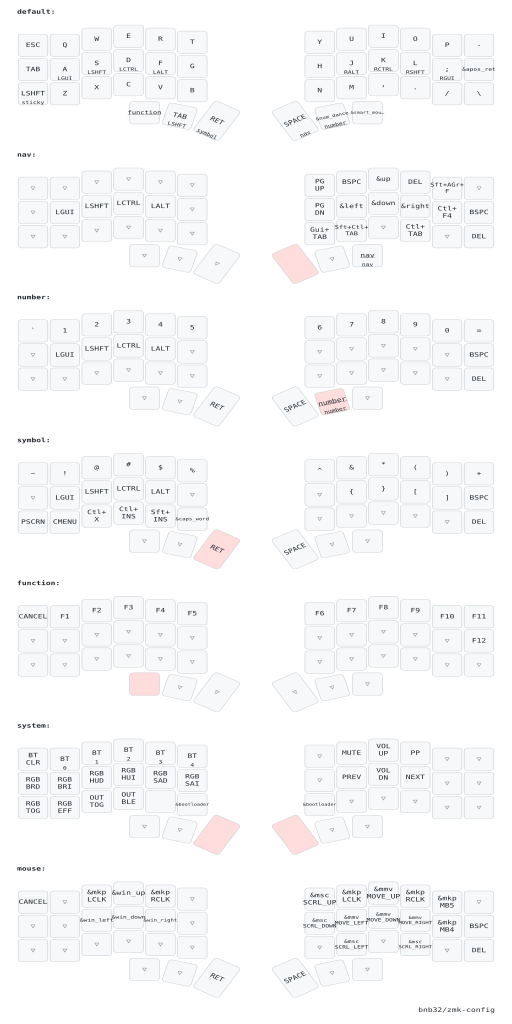 default:
ESC Q W E R T Y U I O P -
TAB A S D F G H J K L ; &apos_ret
LGUI LSHFT LCTRL LALT RALT RCTRL RSHFT RGUI
LSHFT Z X C V B N M ' . / \
sticky
function TAB RET SPACE &num_dance &smart_mou…
LSHFT symbol nav number
nav:
▽ ▽ ▽ ▽ ▽ ▽ PG UP BSPC &up DEL Sft+AGr+ F ▽
▽ LGUI LSHFT LCTRL LALT ▽ PG DN &left &down &right Ctl+ F4 BSPC
▽ ▽ ▽ ▽ ▽ ▽ Gui+ TAB Sft+Ctl+ TAB ▽ Ctl+ TAB ▽ DEL
▽ ▽ ▽ ▽ nav
nav
number:
` 1 2 3 4 5 6 7 8 9 0 =
▽ LGUI LSHFT LCTRL LALT ▽ ▽ ▽ ▽ ▽ ▽ BSPC
▽ ▽ ▽ ▽ ▽ ▽ ▽ ▽ ▽ ▽ ▽ DEL
▽ ▽ RET SPACE number ▽
number
symbol:
~ ! @ # $ % ^ & * ( ) +
▽ LGUI LSHFT LCTRL LALT ▽ ▽ { } [ ] BSPC
PSCRN CMENU Ctl+ X Ctl+ INS Sft+ INS &caps_word ▽ ▽ ▽ ▽ ▽ DEL
▽ ▽ RET SPACE ▽ ▽
function:
CANCEL F1 F2 F3 F4 F5 F6 F7 F8 F9 F10 F11
▽ ▽ ▽ ▽ ▽ ▽ ▽ ▽ ▽ ▽ ▽ F12
▽ ▽ ▽ ▽ ▽ ▽ ▽ ▽ ▽ ▽ ▽ ▽
▽ ▽ ▽ ▽ ▽
system:
BT CLR BT 0 BT 1 BT 2 BT 3 BT 4 ▽ MUTE VOL UP PP ▽ ▽
RGB BRD RGB BRI RGB HUD RGB HUI RGB SAD RGB SAI ▽ PREV VOL DN NEXT ▽ ▽
RGB TOG RGB EFF OUT TOG OUT BLE &bootloader &bootloader ▽ ▽ ▽ ▽ ▽
▽ ▽ ▽ ▽
mouse:
CANCEL ▽ &mkp LCLK &win_up &mkp RCLK ▽ &msc SCRL_UP &mkp LCLK &mmv MOVE_UP &mkp RCLK &mkp MB5 ▽
▽ ▽ &win_left &win_down &win_right ▽ &msc SCRL_DOWN &mmv MOVE_LEFT &mmv MOVE_DOWN &mmv MOVE_RIGHT &mkp MB4 BSPC
▽ ▽ ▽ ▽ ▽ ▽ ▽ &msc SCRL_LEFT ▽ &msc SCRL_RIGHT ▽ DEL
▽ ▽ RET SPACE ▽ ▽
bnb32/zmk-config